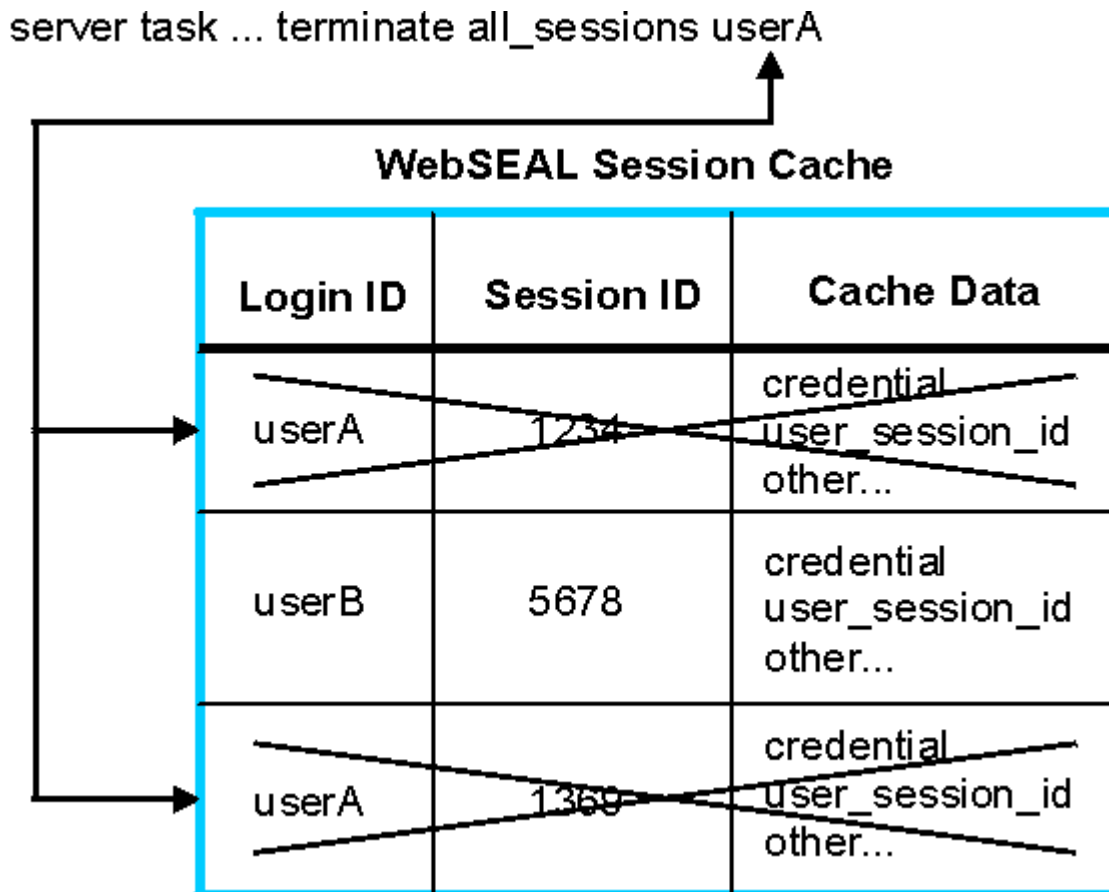 server task ... terminate all_sessions userA
WebSEAL Session Cache
Login ID Session ID Cache Data
credential
userA 1234 user_session_id
other...
credential
userB 5678 user_session_id
other...
credential
userA 1369 user_session_id
other...